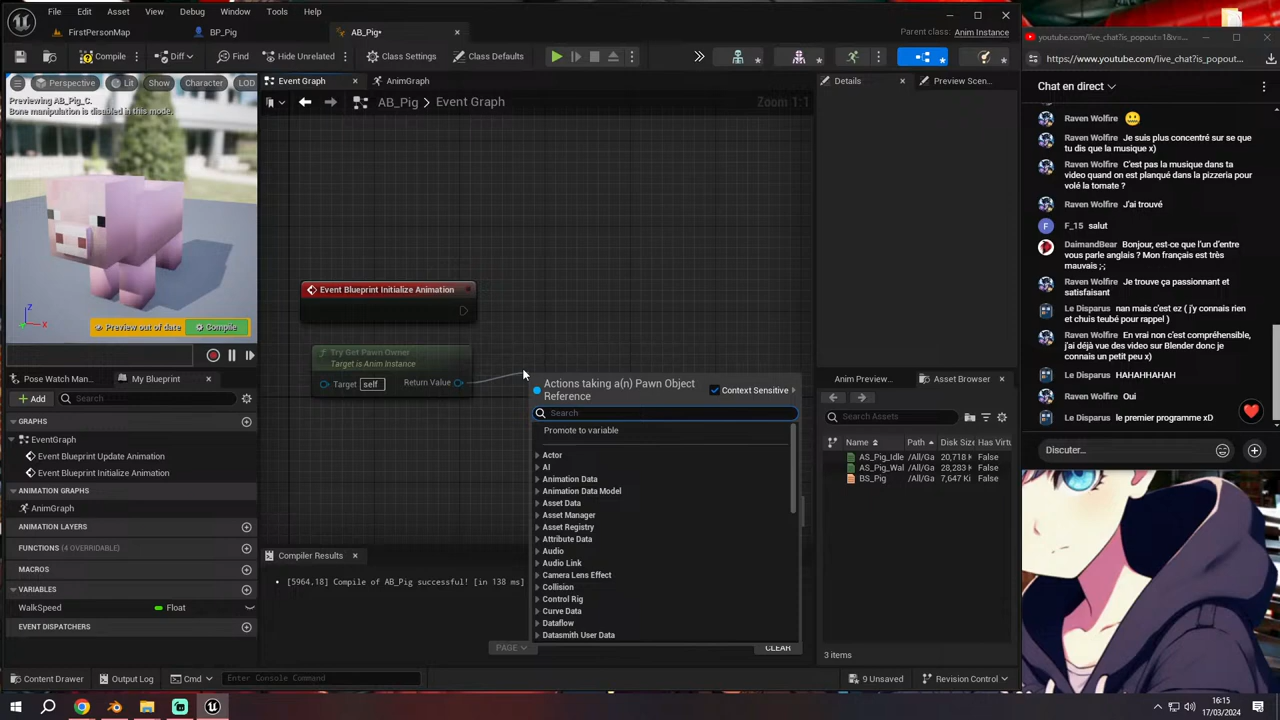 File Edit Asset View Debug Window Tools Help
FirstPersonMap BP_Pig AB_Pig*
Parent class: Anim Instance
Compile Diff Find Hide Unrelated Class Settings Class Defaults
Perspective Lit Show Character LOD
Previewing AB_Pig_C.
Bone manipulation is disabled in this mode.
Preview out of date Compile
Event Graph AnimGraph
AB_Pig > Event Graph
Zoom 1:1
Event Blueprint Initialize Animation
Try Get Pawn Owner
Target is Anim Instance
Target self Return Value
Actions taking a(n) Pawn Object
Reference
Context Sensitive
Search
Promote to variable
Actor
AI
Animation Data
Animation Data Model
Asset Data
Asset Manager
Asset Registry
Attribute Data
Audio
Audio Link
Camera Lens Effect
Collision
Control Rig
Curve Data
Dataflow
Datasmith User Data
Pose Watch Man... My Blueprint
Add Search
GRAPHS
EventGraph
Event Blueprint Update Animation
Event Blueprint Initialize Animation
ANIMATION GRAPHS
AnimGraph
ANIMATION LAYERS
FUNCTIONS (4 OVERRIDABLE)
MACROS
VARIABLES
WalkSpeed Float
EVENT DISPATCHERS
Compiler Results
[5964,18] Compile of AB_Pig successful! [in 138 ms]
PAGE CLEAR
Details Preview Scen...
Anim Preview... Asset Browser
Search Assets
Name Path Disk Siz Has Virtu
AS_Pig_Idle /All/Ga 20,718 k False
AS_Pig_Wal /All/Ga 28,283 k False
BS_Pig /All/Ga 7,647 Ki False
3 items
Content Drawer Output Log Cmd Enter Console Command
9 Unsaved Revision Control
youtube.com/live_chat?is_popout=1&v=...
https://www.youtube.com/live_chat?is_popout...
Chat en direct
Raven Wolfire
Raven Wolfire Je suis plus concentré sur se que
tu dis que la musique x)
Raven Wolfire C'est pas la musique dans ta
video quand on est planqué dans la pizzeria pour
volé la tomate ?
Raven Wolfire J'ai trouvé
F F_15 salut
DaimandBear Bonjour, est-ce que l'un d'entre
vous parle anglais ? Mon français est très
mauvais ;-;
Raven Wolfire Je trouve ça passionnant et
satisfaisant
Le Disparus nan mais c'est ez ( j'y connais rien
et chuis teubé pour rappel )
Raven Wolfire En vrai non c'est compréhensible,
j'ai déjà vue des videos sur Blender donc je
connais un petit peu x)
Le Disparus HAHAHHAHAH
Raven Wolfire Oui
Le Disparus le premier programme xD
Discuter...
16:15
17/03/2024